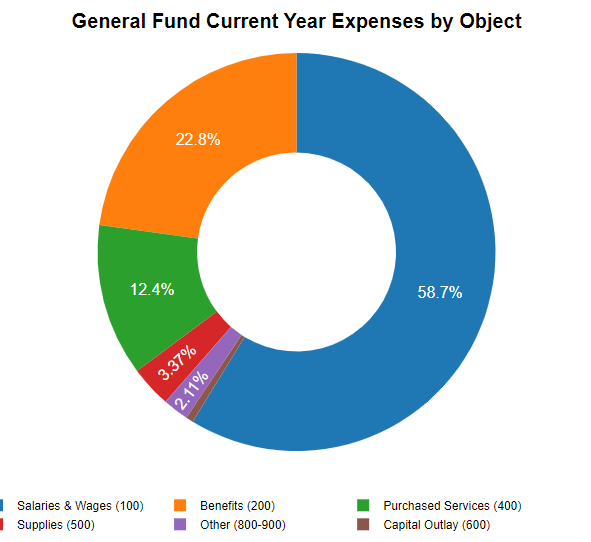 General Fund Current Year Expenses by Object
22.8%
58.7%
12.4%
3.37%
2.11%
Salaries & Wages (100) Benefits (200) Purchased Services (400)
Supplies (500) Other (800-900) Capital Outlay (600)